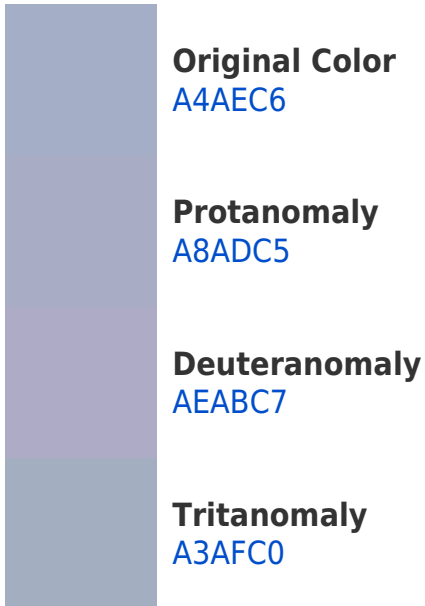 Original Color
A4AEC6
Protanomaly
A8ADC5
Deuteranomaly
AEABC7
Tritanomaly
A3AFC0